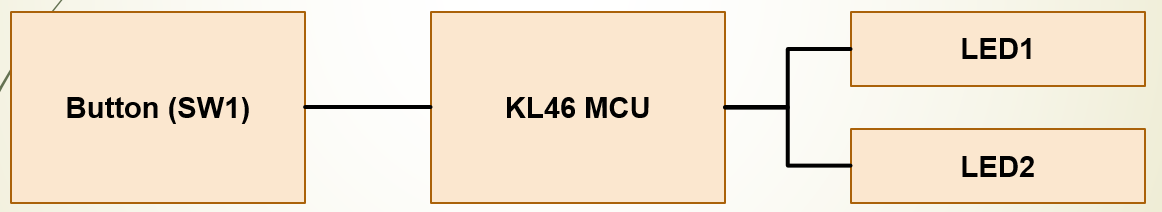 Button (SW1)
KL46 MCU
LED1
LED2